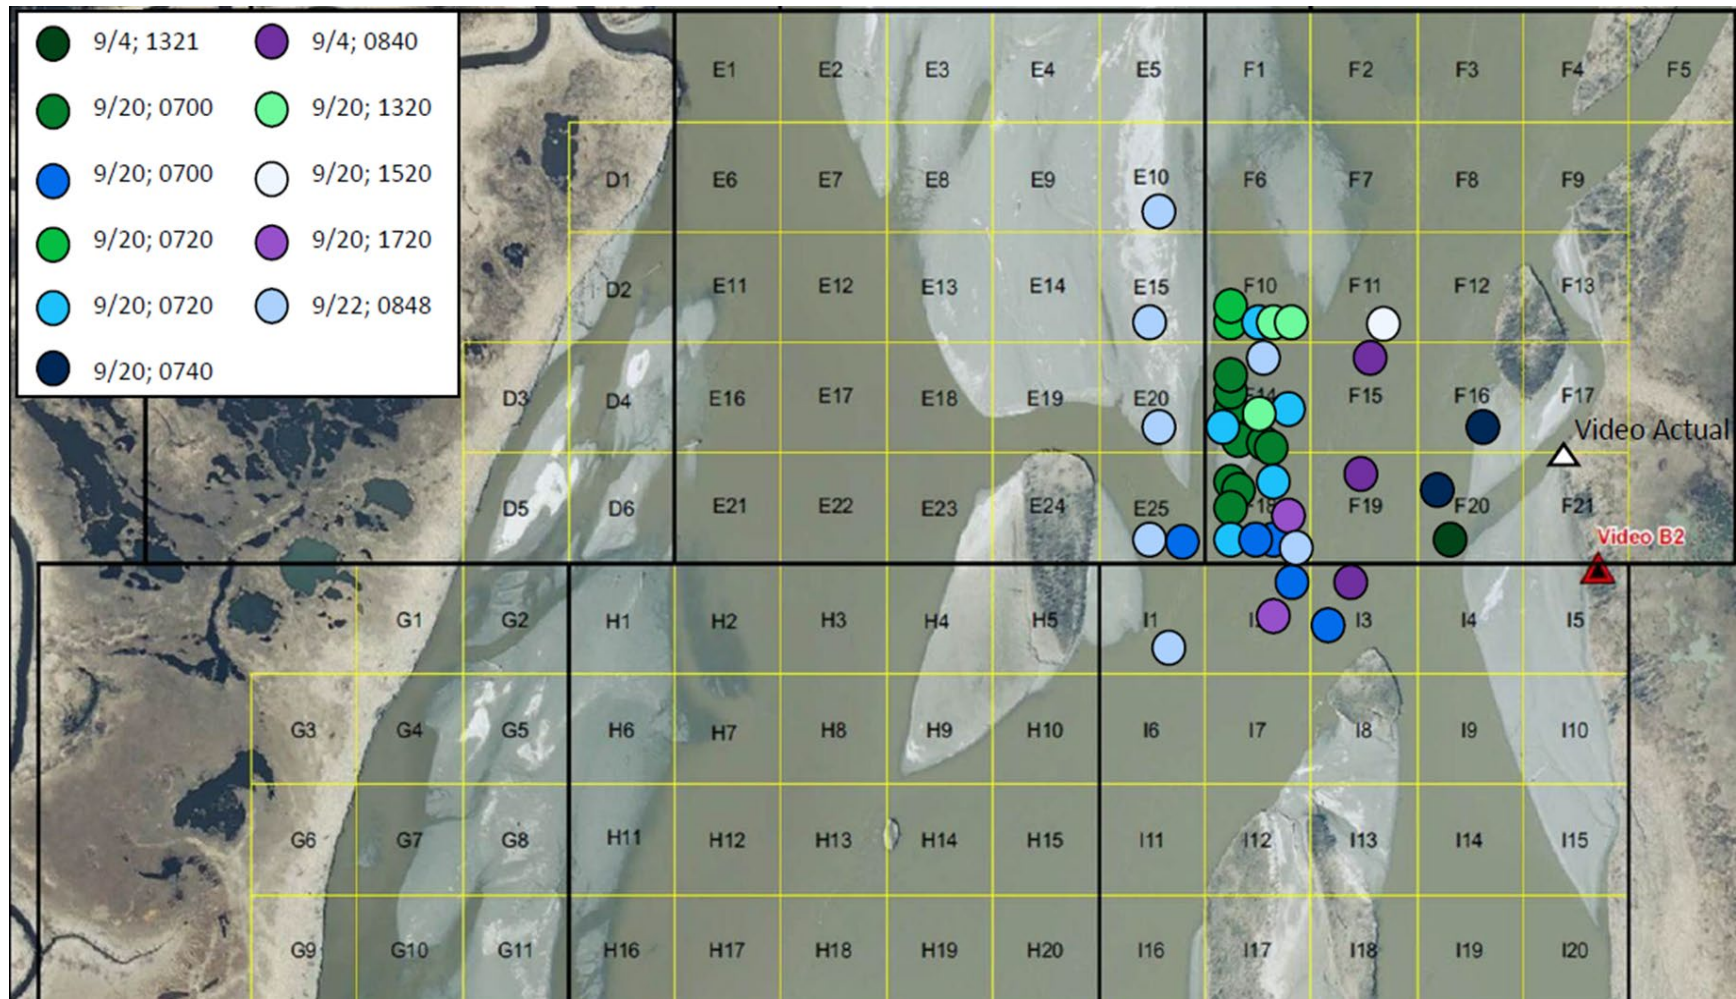 9/4; 1321 9/4; 0840
9/20; 0700 9/20; 1320
9/20; 0700 9/20; 1520
9/20; 0720 9/20; 1720
9/20; 0720 9/22; 0848
9/20; 0740
E1 E2 E3 E4 E5 F1 F2 F3 F4 F5
D1 E6 E7 E8 E9 E10 F6 F7 F8 F9
D2 E11 E12 E13 E14 E15 F10 F11 F12 F13
D3 D4 E16 E17 E18 E19 E20 F14 F15 F16 F17
Video Actual
D5 D6 E21 E22 E23 E24 E25 F18 F19 F20 F21
Video B2
G1 G2 H1 H2 H3 H4 H5 I1 I2 I3 I4 I5
G3 G4 G5 H6 H7 H8 H9 H10 I6 I7 I8 I9 I10
G6 G7 G8 H11 H12 H13 H14 H15 I11 I12 I13 I14 I15
G9 G10 G11 H16 H17 H18 H19 H20 I16 I17 I18 I19 I20